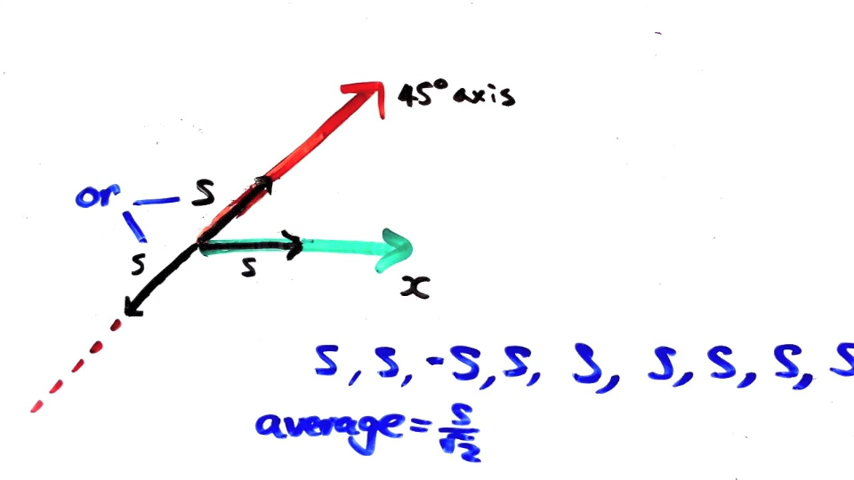 45° axis
or S
S
S
x
S, S, -S, S, S, S, S, S, S
average = S/√2